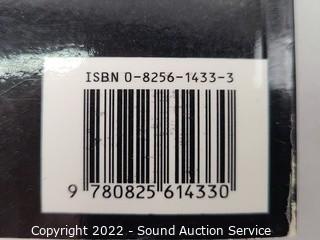 ISBN 0-8256-1433-3
9 780825 614330
Copyright 2022 - Sound Auction Service